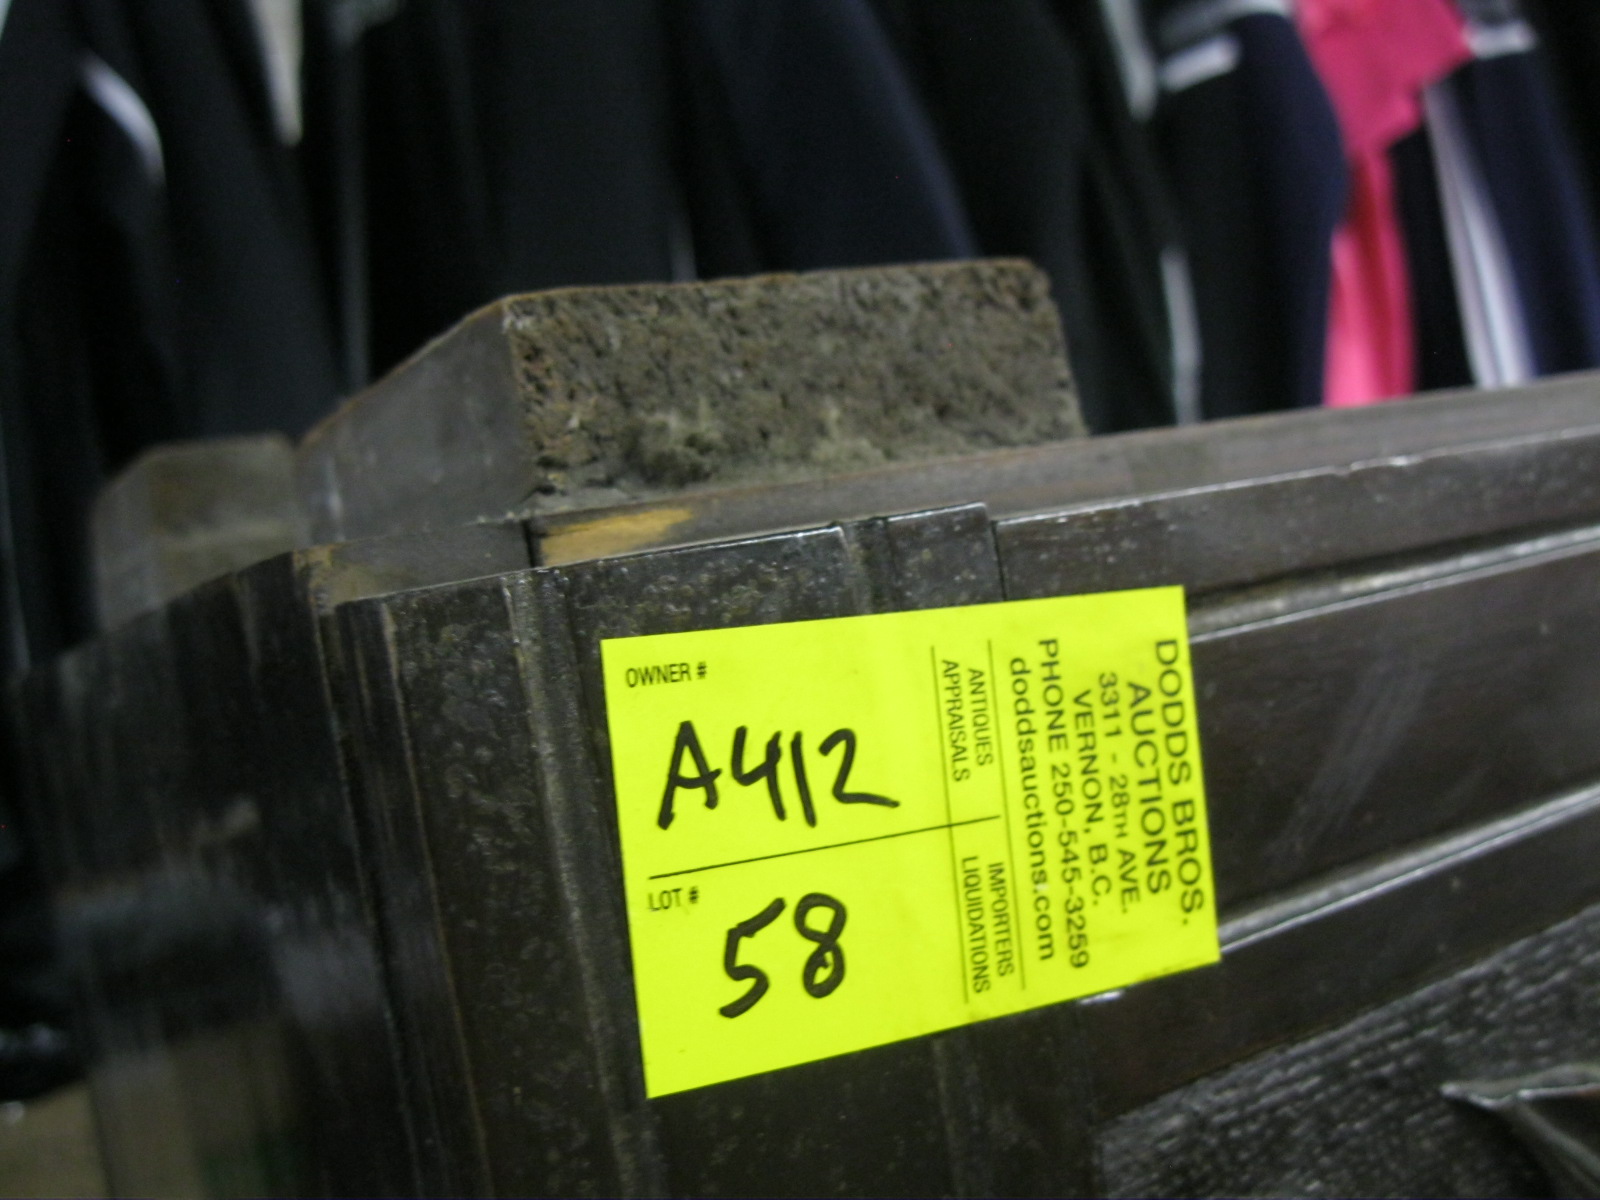 OWNER #
A412
LOT #
58
ANTIQUES
APPRAISALS
IMPORTERS
LIQUIDATIONS
DODDS BROS.
AUCTIONS
3311 - 28TH AVE.
VERNON, B.C.
PHONE 250-545-3259
doddsauctions.com